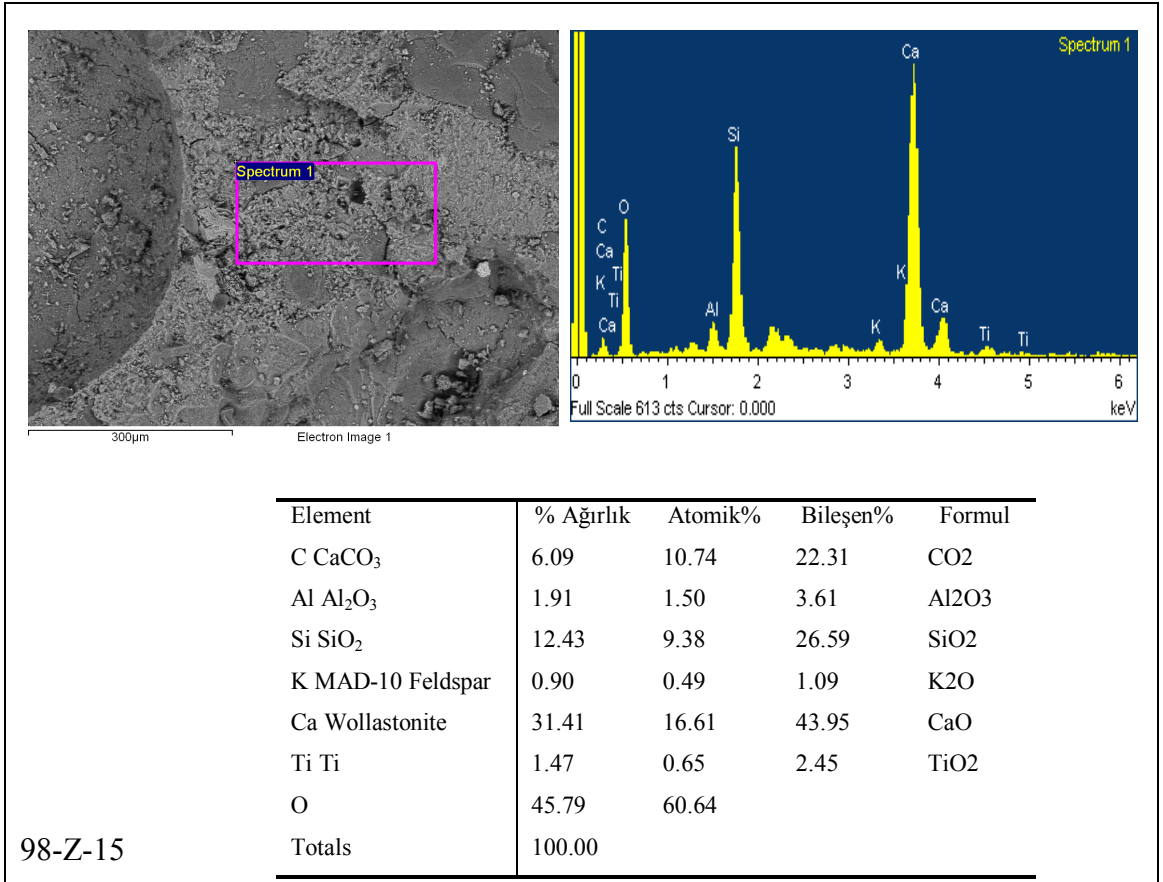 Spectrum 1
300µm
Electron Image 1
Spectrum 1
Ca
Si
O
C
Ca
Ti
K
Ti
Ca
Al
K
K
Ca
Ti
Ti
0 1 2 3 4 5 6
Full Scale 613 cts Cursor: 0.000 keV
Element % Ağırlık Atomik% Bileşen% Formul
C CaCO₃ 6.09 10.74 22.31 CO2
Al Al₂O₃ 1.91 1.50 3.61 Al2O3
Si SiO₂ 12.43 9.38 26.59 SiO2
K MAD-10 Feldspar 0.90 0.49 1.09 K2O
Ca Wollastonite 31.41 16.61 43.95 CaO
Ti Ti 1.47 0.65 2.45 TiO2
O 45.79 60.64
Totals 100.00
98-Z-15